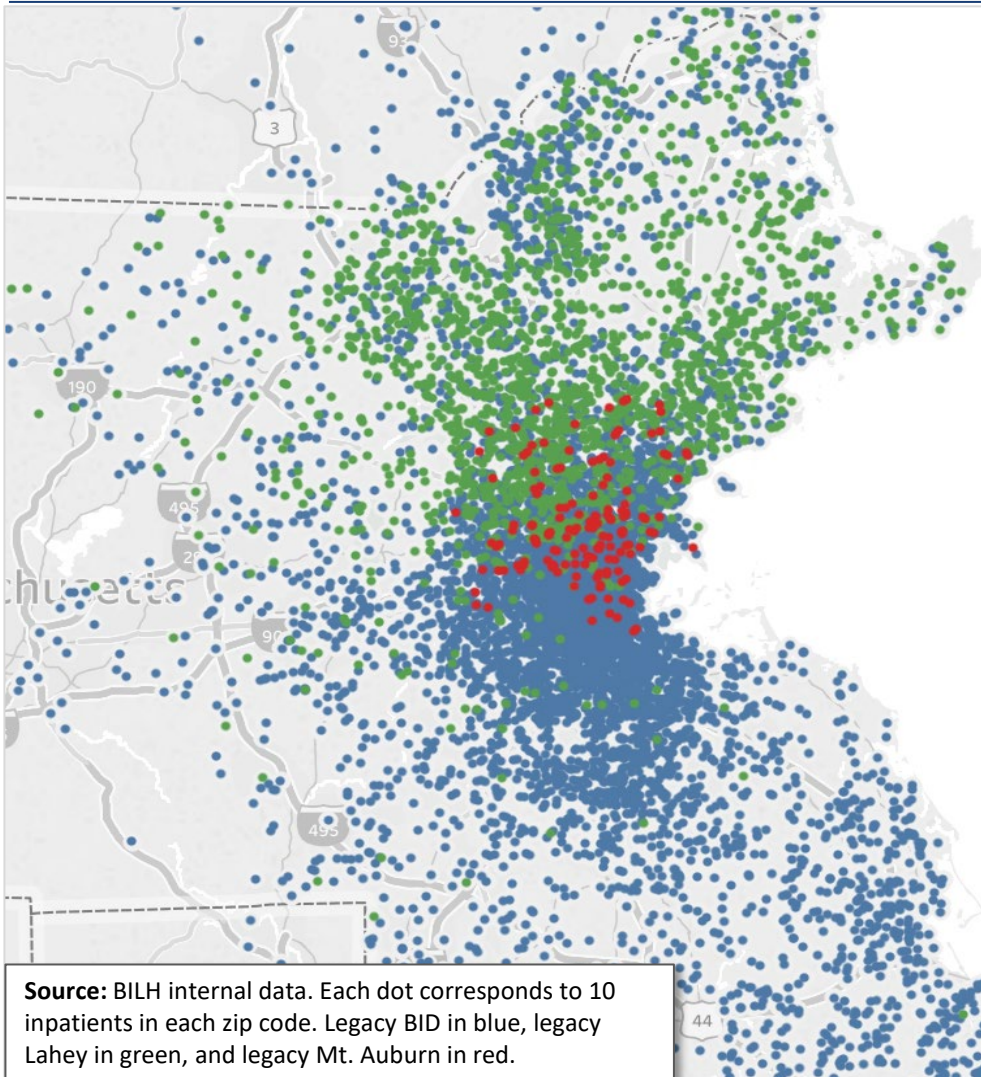 93
3
190
495
chusetts
90
495
Source: BILH internal data. Each dot corresponds to 10
inpatients in each zip code. Legacy BID in blue, legacy
Lahey in green, and legacy Mt. Auburn in red.
44